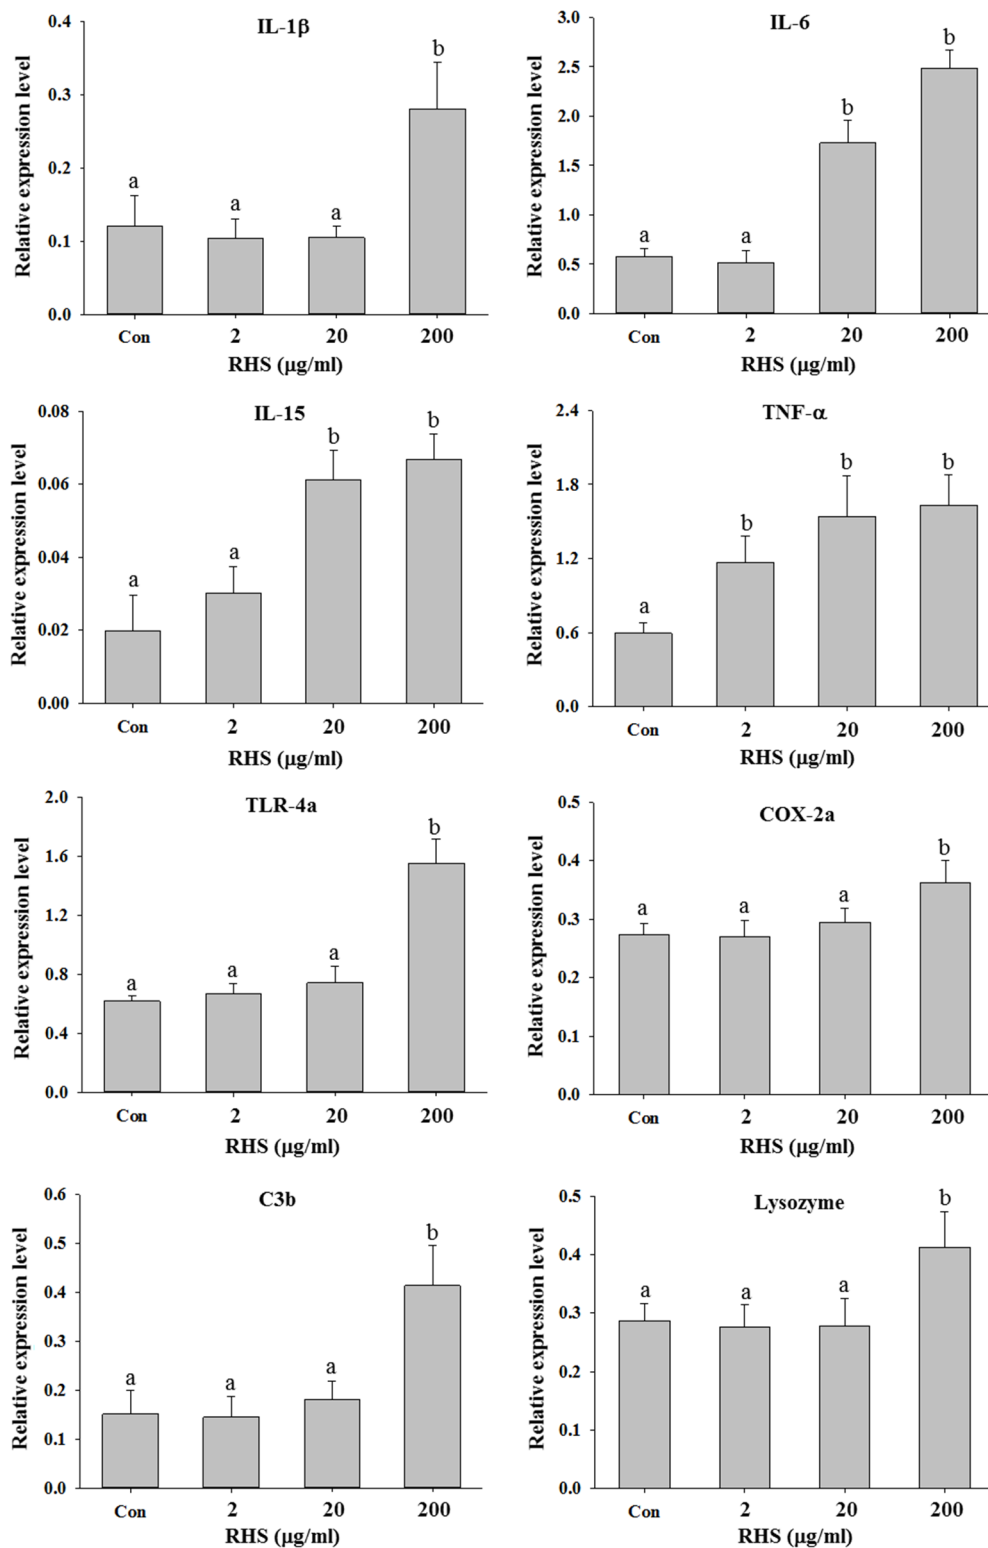 IL-1β
Relative expression level
0.4
0.3
0.2
0.1
0.0
a
a
a
b
Con 2 20 200
RHS (μg/ml)
IL-6
Relative expression level
3.0
2.5
2.0
1.5
1.0
0.5
0.0
a
a
b
b
Con 2 20 200
RHS (μg/ml)
IL-15
Relative expression level
0.08
0.06
0.04
0.02
0.00
a
a
b
b
Con 2 20 200
RHS (μg/ml)
TNF-α
Relative expression level
2.4
1.8
1.2
0.6
0.0
a
b
b
b
Con 2 20 200
RHS (μg/ml)
TLR-4a
Relative expression level
2.0
1.6
1.2
0.8
0.4
0.0
a
a
a
b
Con 2 20 200
RHS (μg/ml)
COX-2a
Relative expression level
0.5
0.4
0.3
0.2
0.1
0.0
a
a
a
b
Con 2 20 200
RHS (μg/ml)
C3b
Relative expression level
0.6
0.5
0.4
0.3
0.2
0.1
0.0
a
a
a
b
Con 2 20 200
RHS (μg/ml)
Lysozyme
Relative expression level
0.5
0.4
0.3
0.2
0.1
0.0
a
a
a
b
Con 2 20 200
RHS (μg/ml)